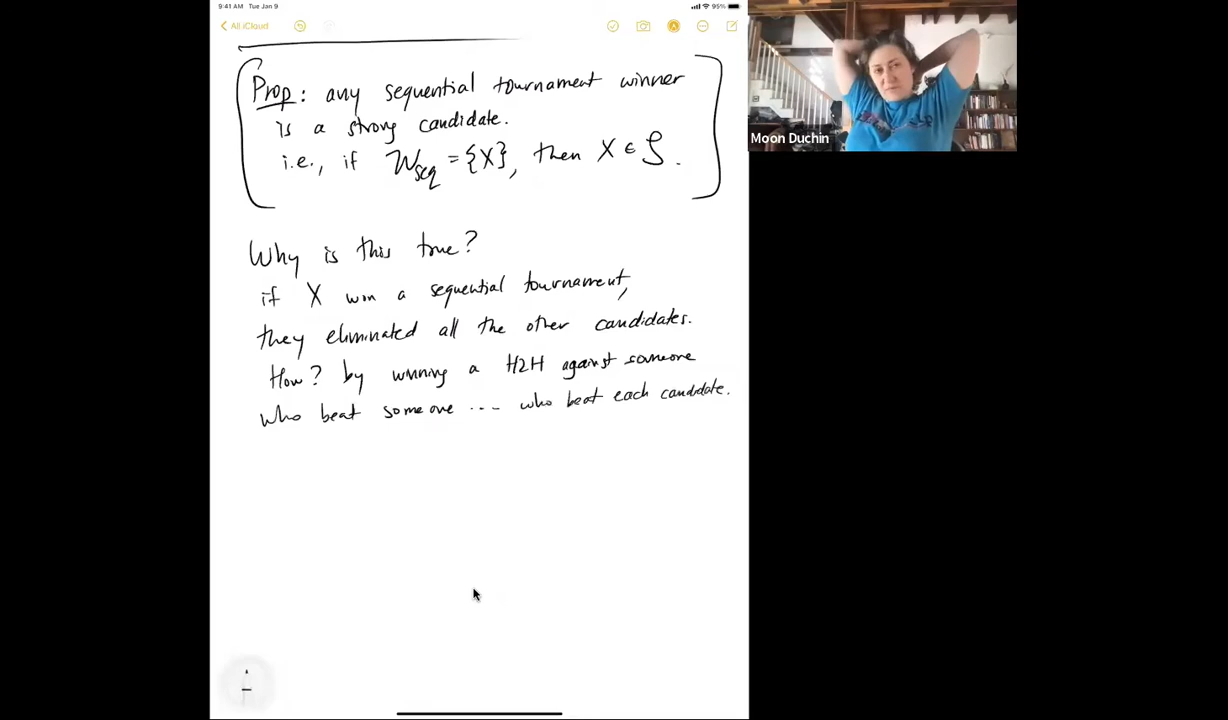 9:41 AM Tue Jan 9
95%
All iCloud
Prop: any sequential tournament winner
is a strong candidate.
i.e., if W_seq = {X}, then X ∈ S.
Why is this true?
if X won a sequential tournament,
they eliminated all the other candidates.
How? by winning a H2H against someone
who beat someone --- who beat each candidate.
Moon Duchin